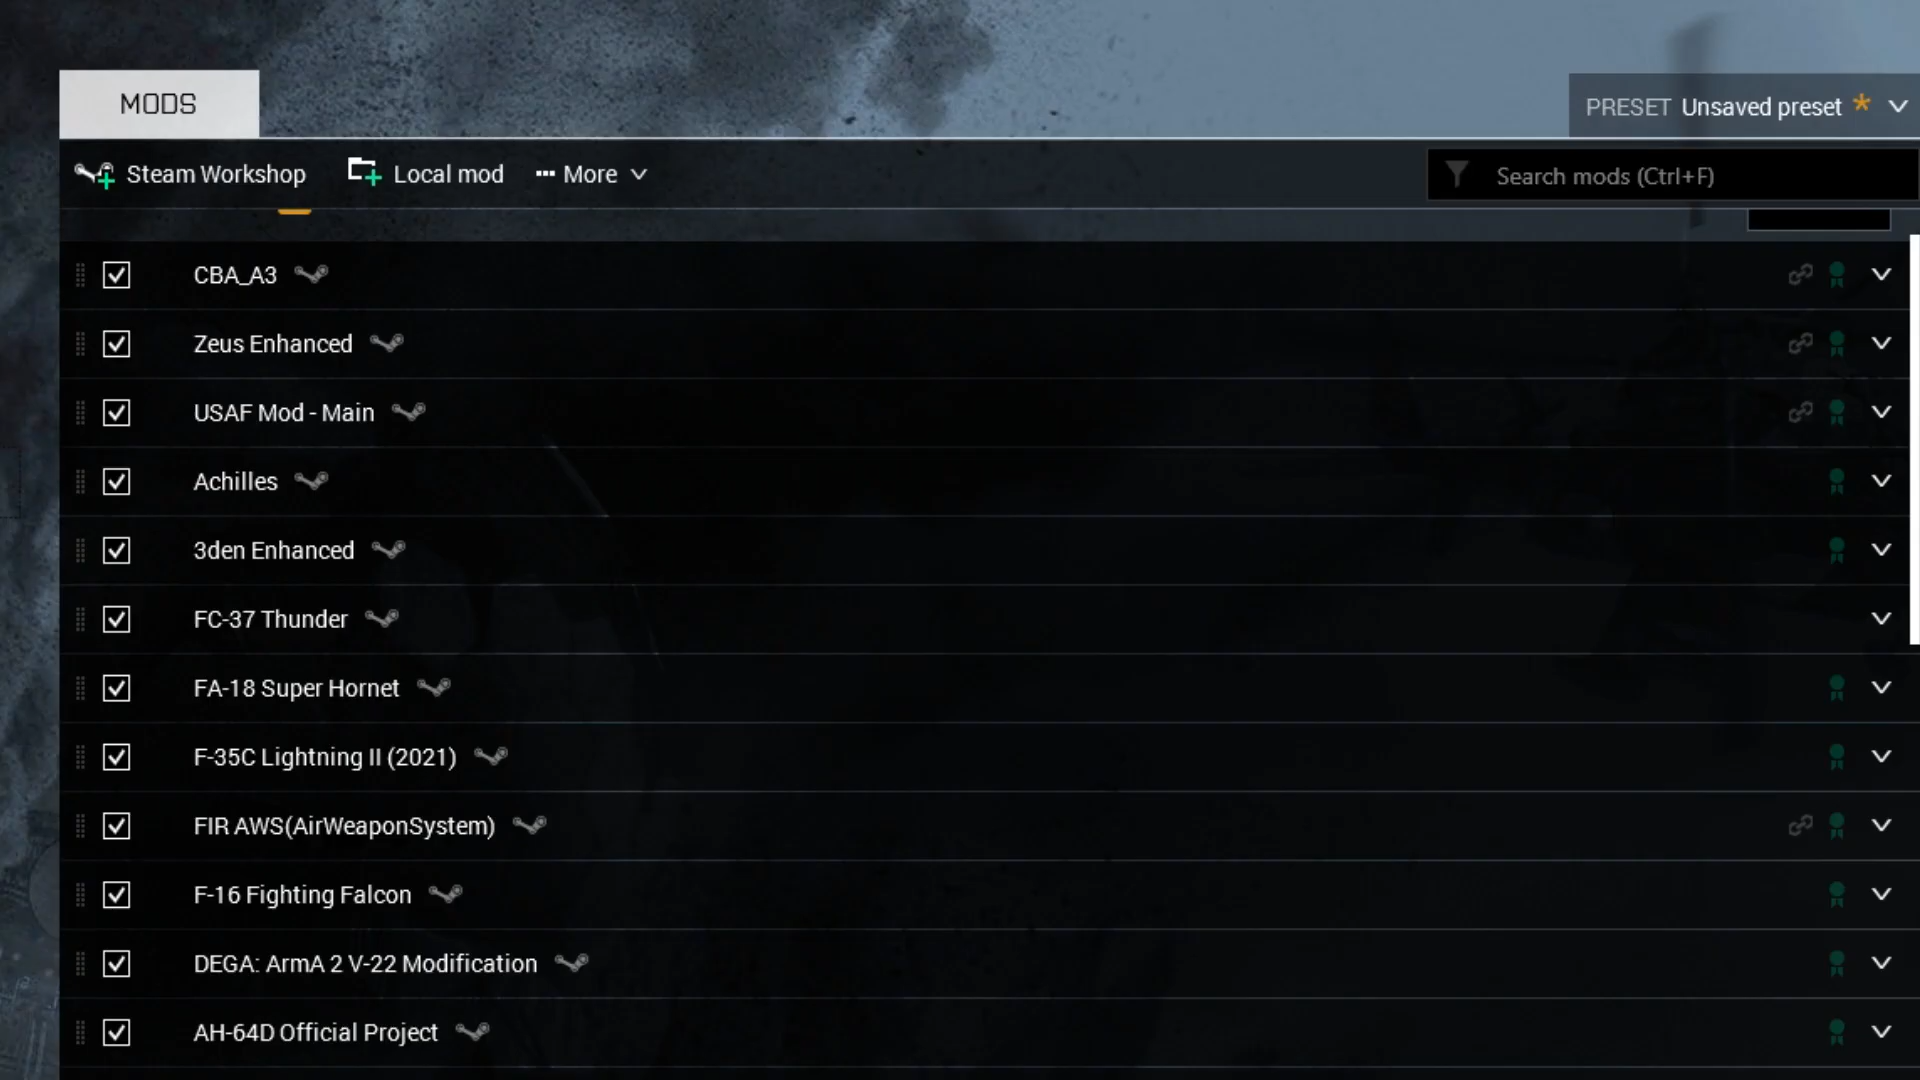 MODS
PRESET Unsaved preset *
Steam Workshop Local mod ... More
Search mods (Ctrl+F)
CBA_A3
Zeus Enhanced
USAF Mod - Main
Achilles
3den Enhanced
FC-37 Thunder
FA-18 Super Hornet
F-35C Lightning II (2021)
FIR AWS(AirWeaponSystem)
F-16 Fighting Falcon
DEGA: ArmA 2 V-22 Modification
AH-64D Official Project